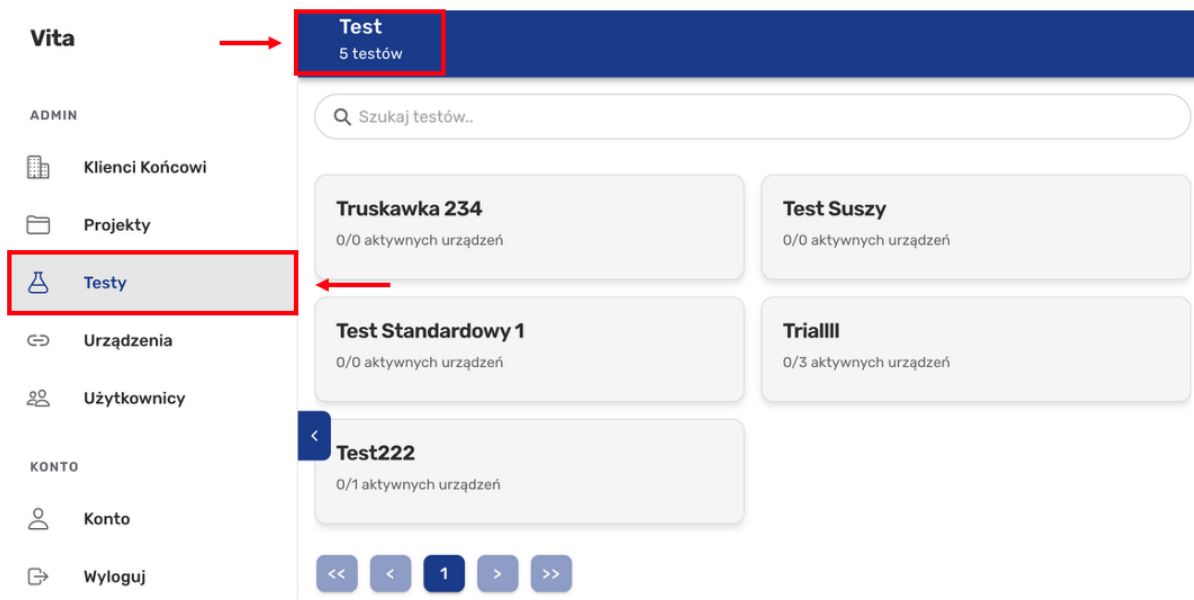 Vita
ADMIN
Klienci Końcowi
Projekty
Testy
Urządzenia
Użytkownicy
KONTO
Konto
Wyloguj
Test
5 testów
Szukaj testów..
Truskawka 234
0/0 aktywnych urządzeń
Test Suszy
0/0 aktywnych urządzeń
Test Standardowy 1
0/0 aktywnych urządzeń
Triallll
0/3 aktywnych urządzeń
Test222
0/1 aktywnych urządzeń
<< < 1 > >>